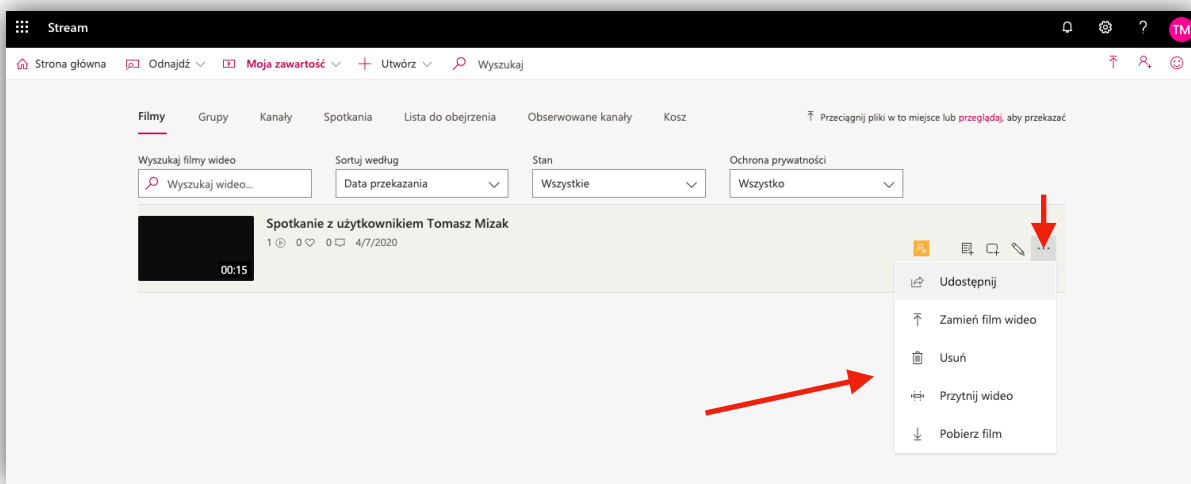 Stream
?
TM
Strona główna Odnajdź Moja zawartość Utwórz Wyszukaj
Filmy Grupy Kanały Spotkania Lista do obejrzenia Obserwowane kanały Kosz
Przeciągnij pliki w to miejsce lub przeglądaj, aby przekazać
Wyszukaj filmy wideo Sortuj według Stan Ochrona prywatności
Wyszukaj wideo... Data przekazania Wszystkie Wszystko
Spotkanie z użytkownikiem Tomasz Mizak
1 0 0 4/7/2020
00:15
Udostępnij
Zamień film wideo
Usuń
Przytnij wideo
Pobierz film